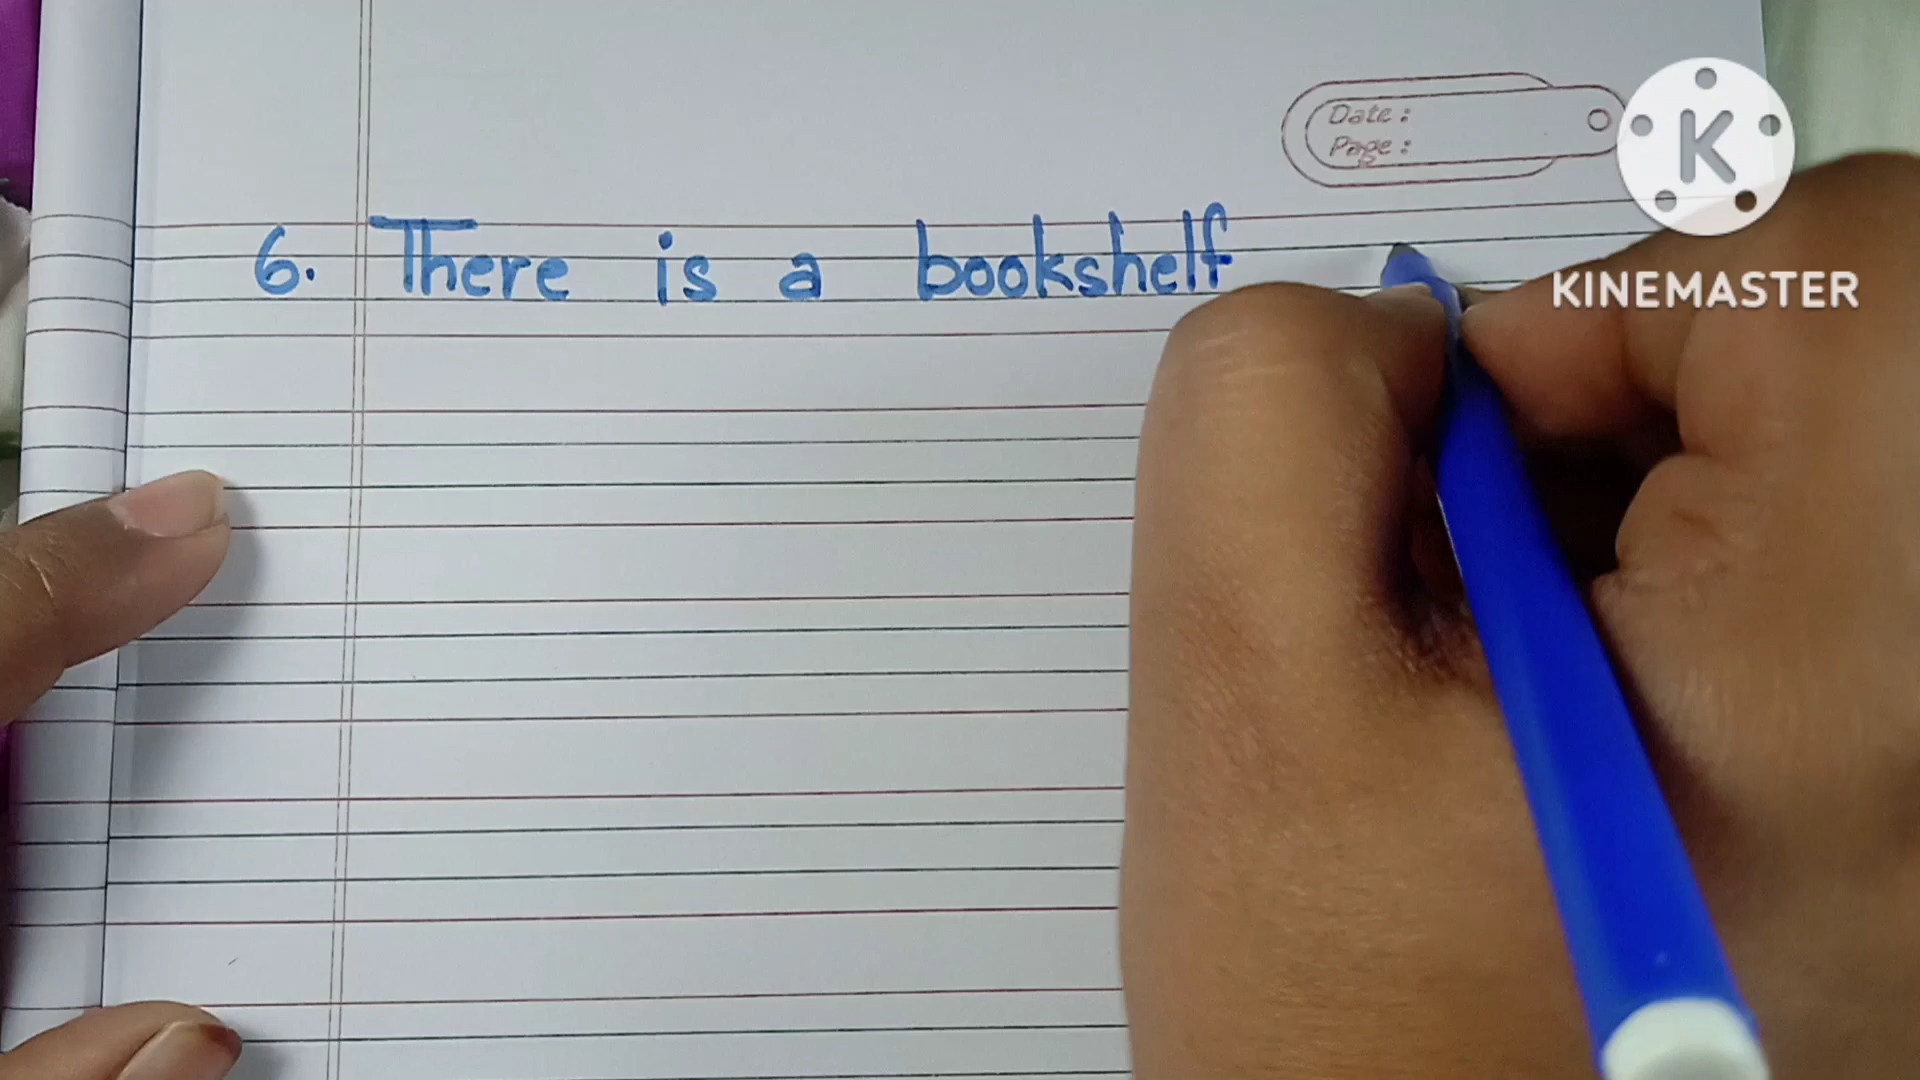 Date :
Page :
K
KINEMASTER
6. There is a bookshelf